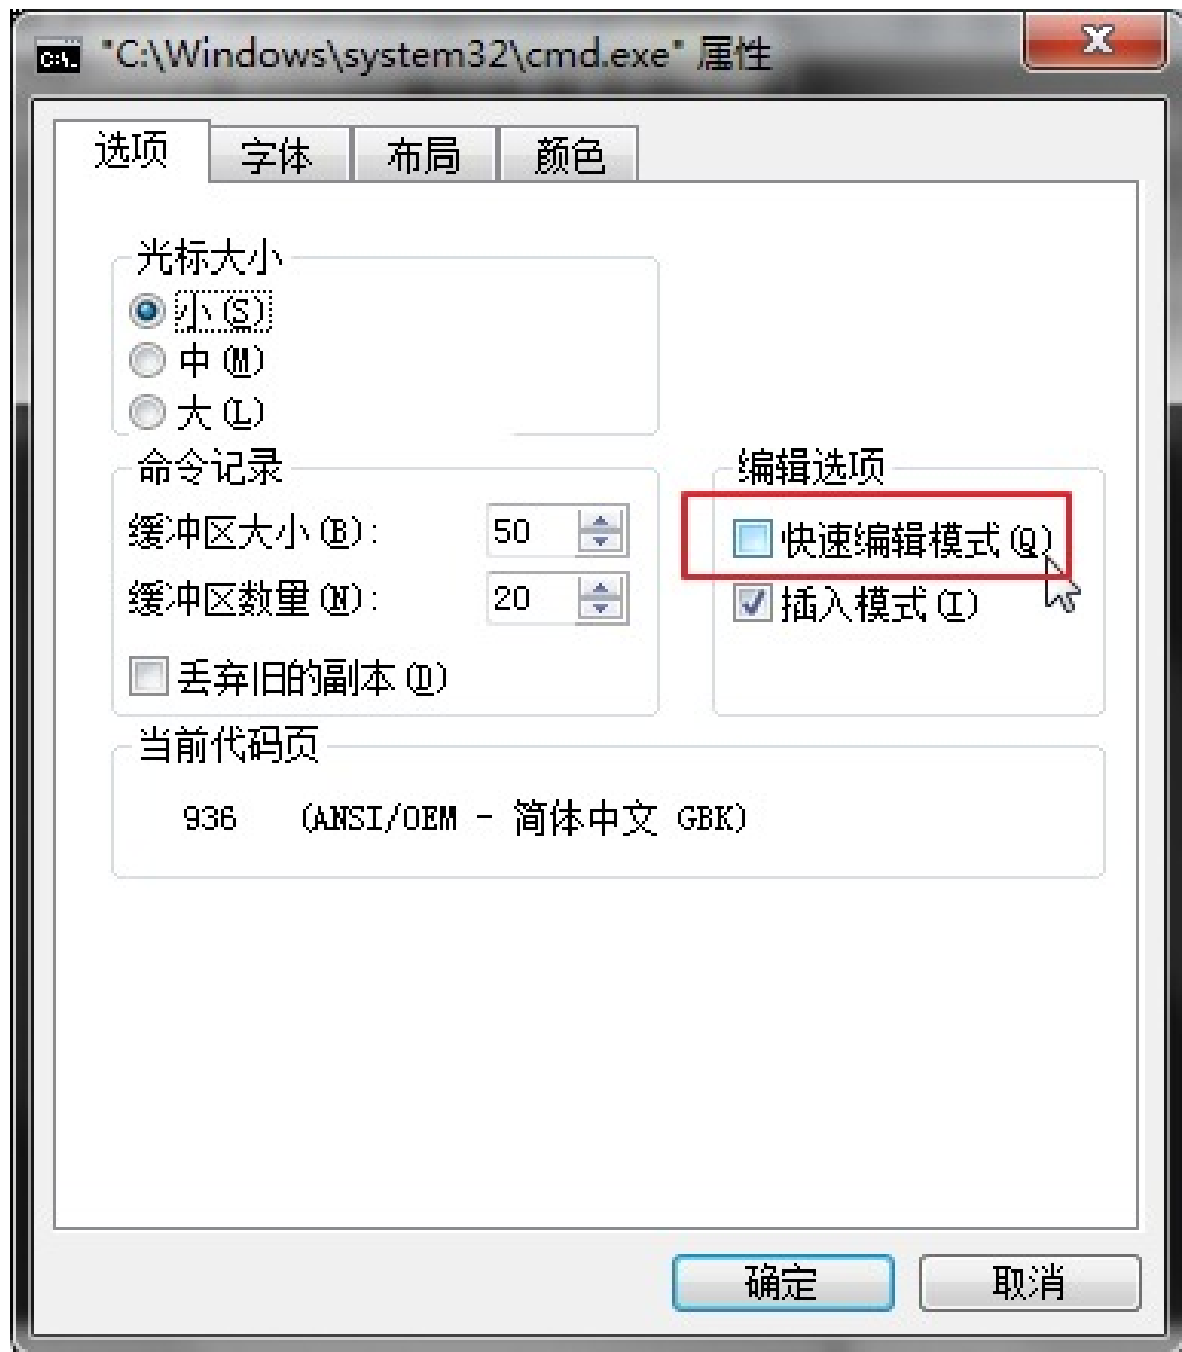 "C:\Windows\system32\cmd.exe" 属性
选项 字体 布局 颜色
光标大小
小(S)
中(M)
大(L)
命令记录
缓冲区大小(B): 50
缓冲区数量(N): 20
丢弃旧的副本(D)
编辑选项
快速编辑模式(Q)
插入模式(I)
当前代码页
936 (ANSI/OEM - 简体中文 GBK)
确定 取消